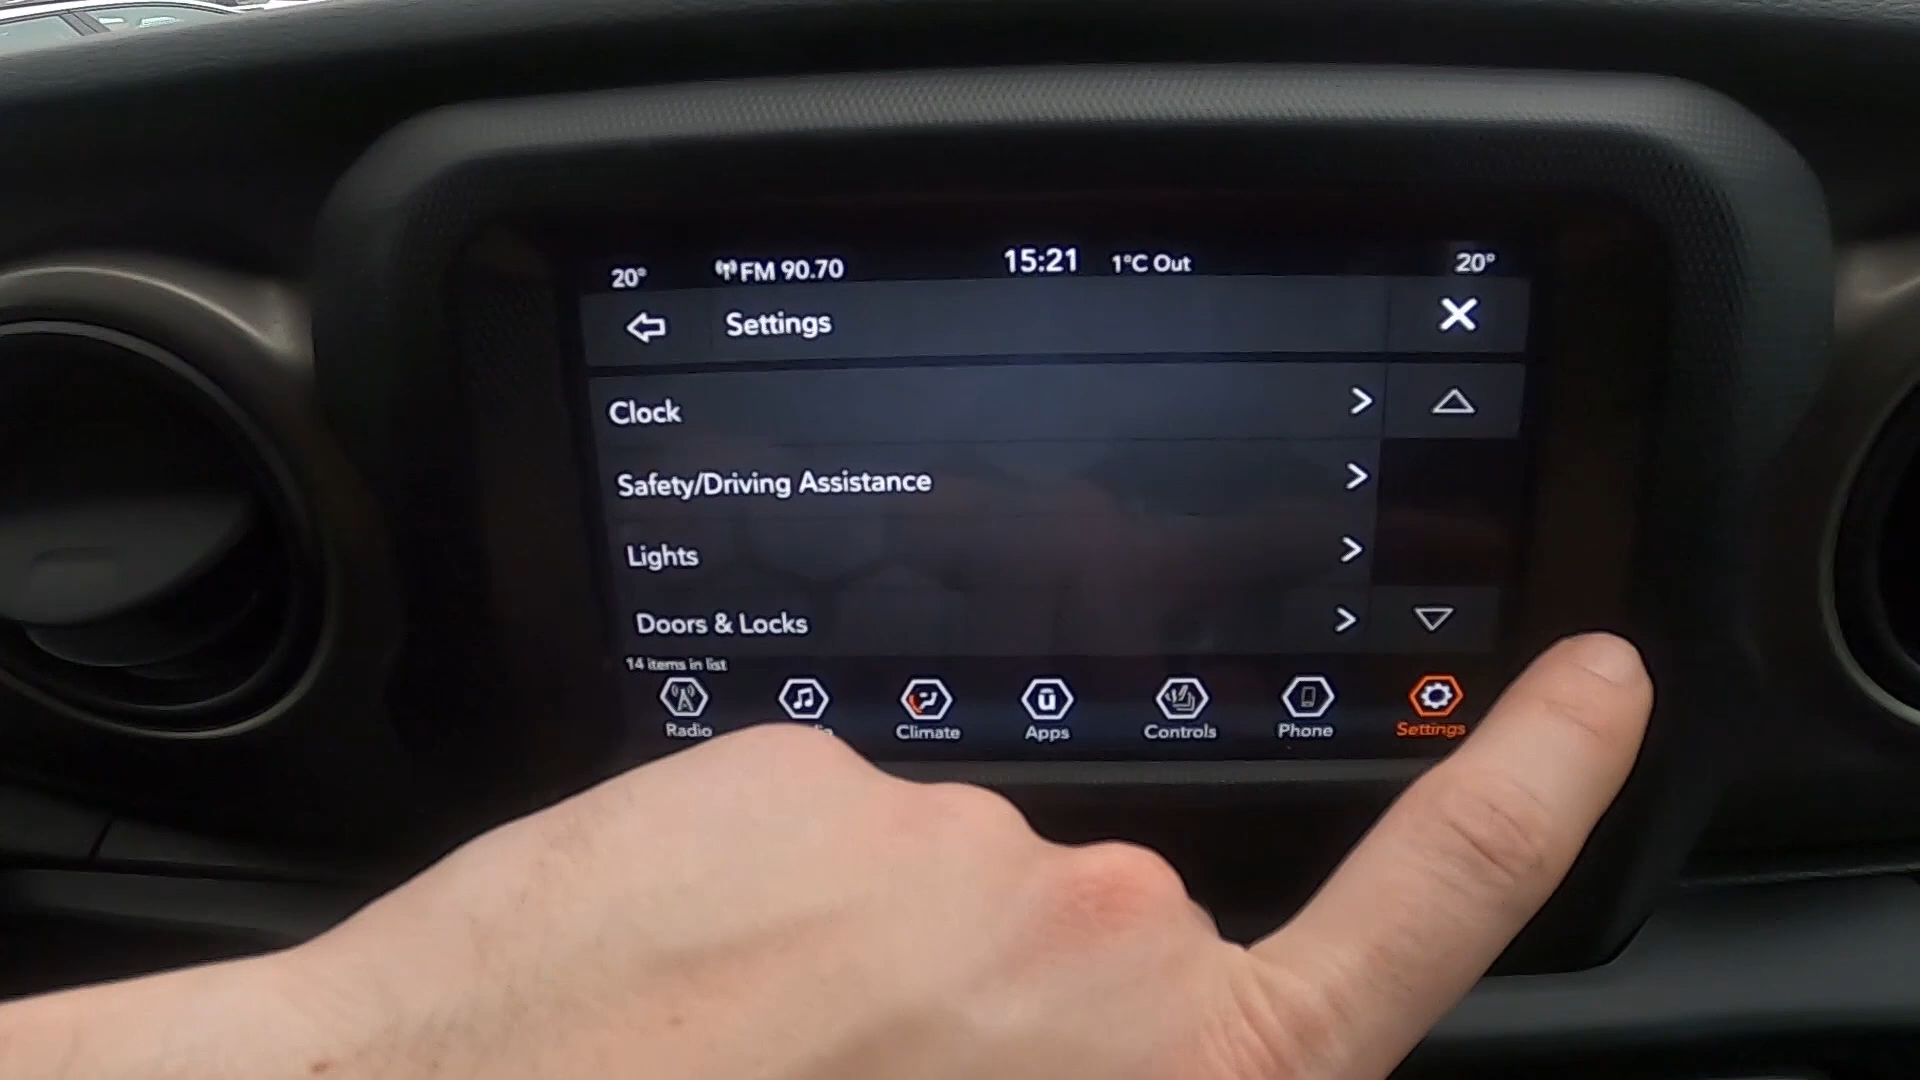 20° FM 90.70 15:21 1°C Out 20°
Settings
Clock
Safety/Driving Assistance
Lights
Doors & Locks
14 items in list
Radio Climate Apps Controls Phone Settings